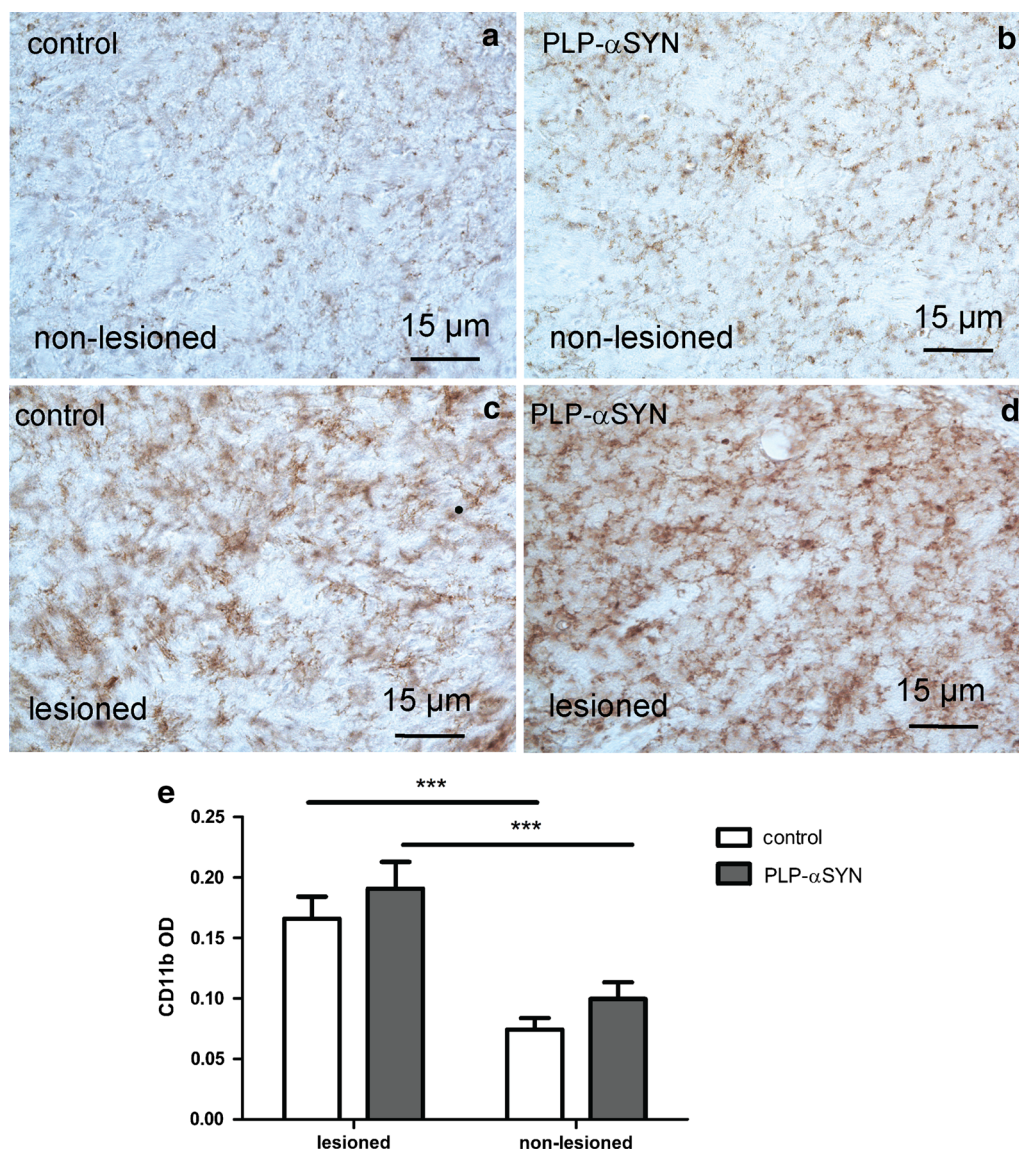 control
a
non-lesioned
15 µm
PLP-αSYN
b
non-lesioned
15 µm
control
c
lesioned
15 µm
PLP-αSYN
d
lesioned
15 µm
e
***
***
0.25
0.20
0.15
0.10
0.05
0.00
CD11b OD
lesioned
non-lesioned
control
PLP-αSYN